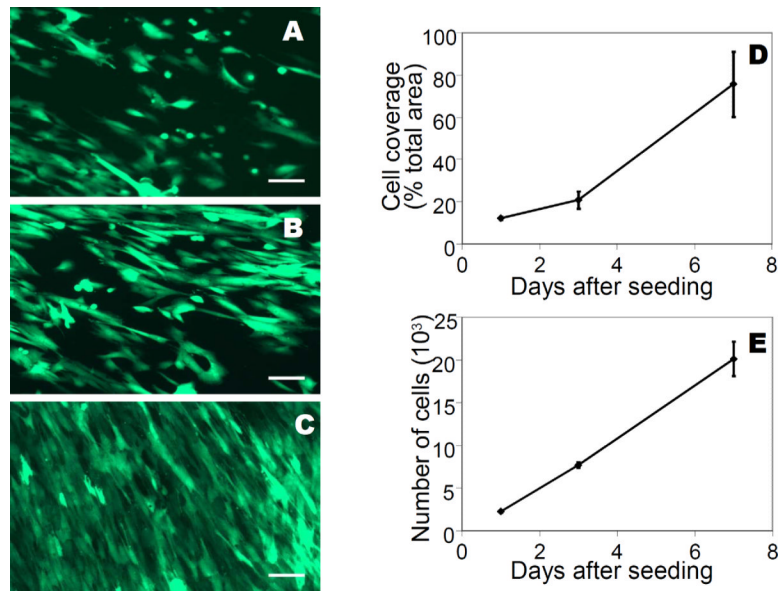 A
B
C
D
Cell coverage
(% total area)
100
80
60
40
20
0
0 2 4 6 8
Days after seeding
E
Number of cells (10³)
25
20
15
10
5
0
0 2 4 6 8
Days after seeding